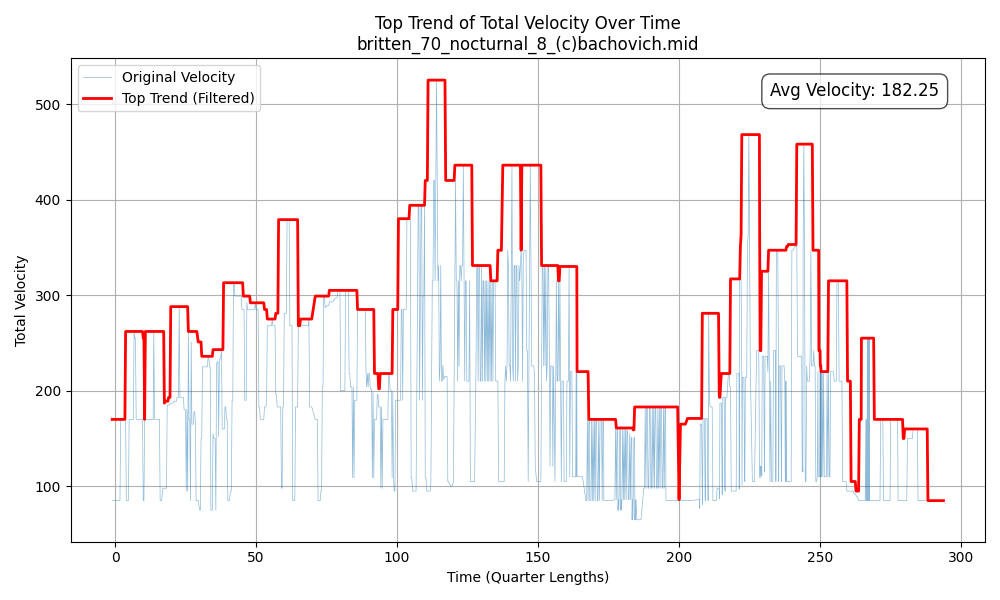 Top Trend of Total Velocity Over Time
britten_70_nocturnal_8_(c)bachovich.mid
Original Velocity
Top Trend (Filtered)
Avg Velocity: 182.25
Total Velocity
500
400
300
200
100
0
50
100
150
200
250
300
Time (Quarter Lengths)